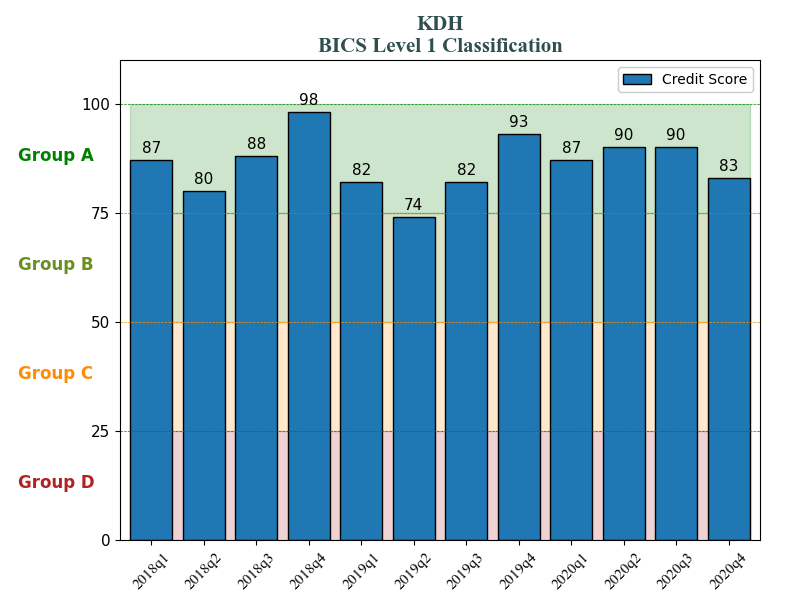 KDH
BICS Level 1 Classification
Credit Score
100
75
50
25
0
Group A
Group B
Group C
Group D
87
80
88
98
82
74
82
93
87
90
90
83
2018q1
2018q2
2018q3
2018q4
2019q1
2019q2
2019q3
2019q4
2020q1
2020q2
2020q3
2020q4